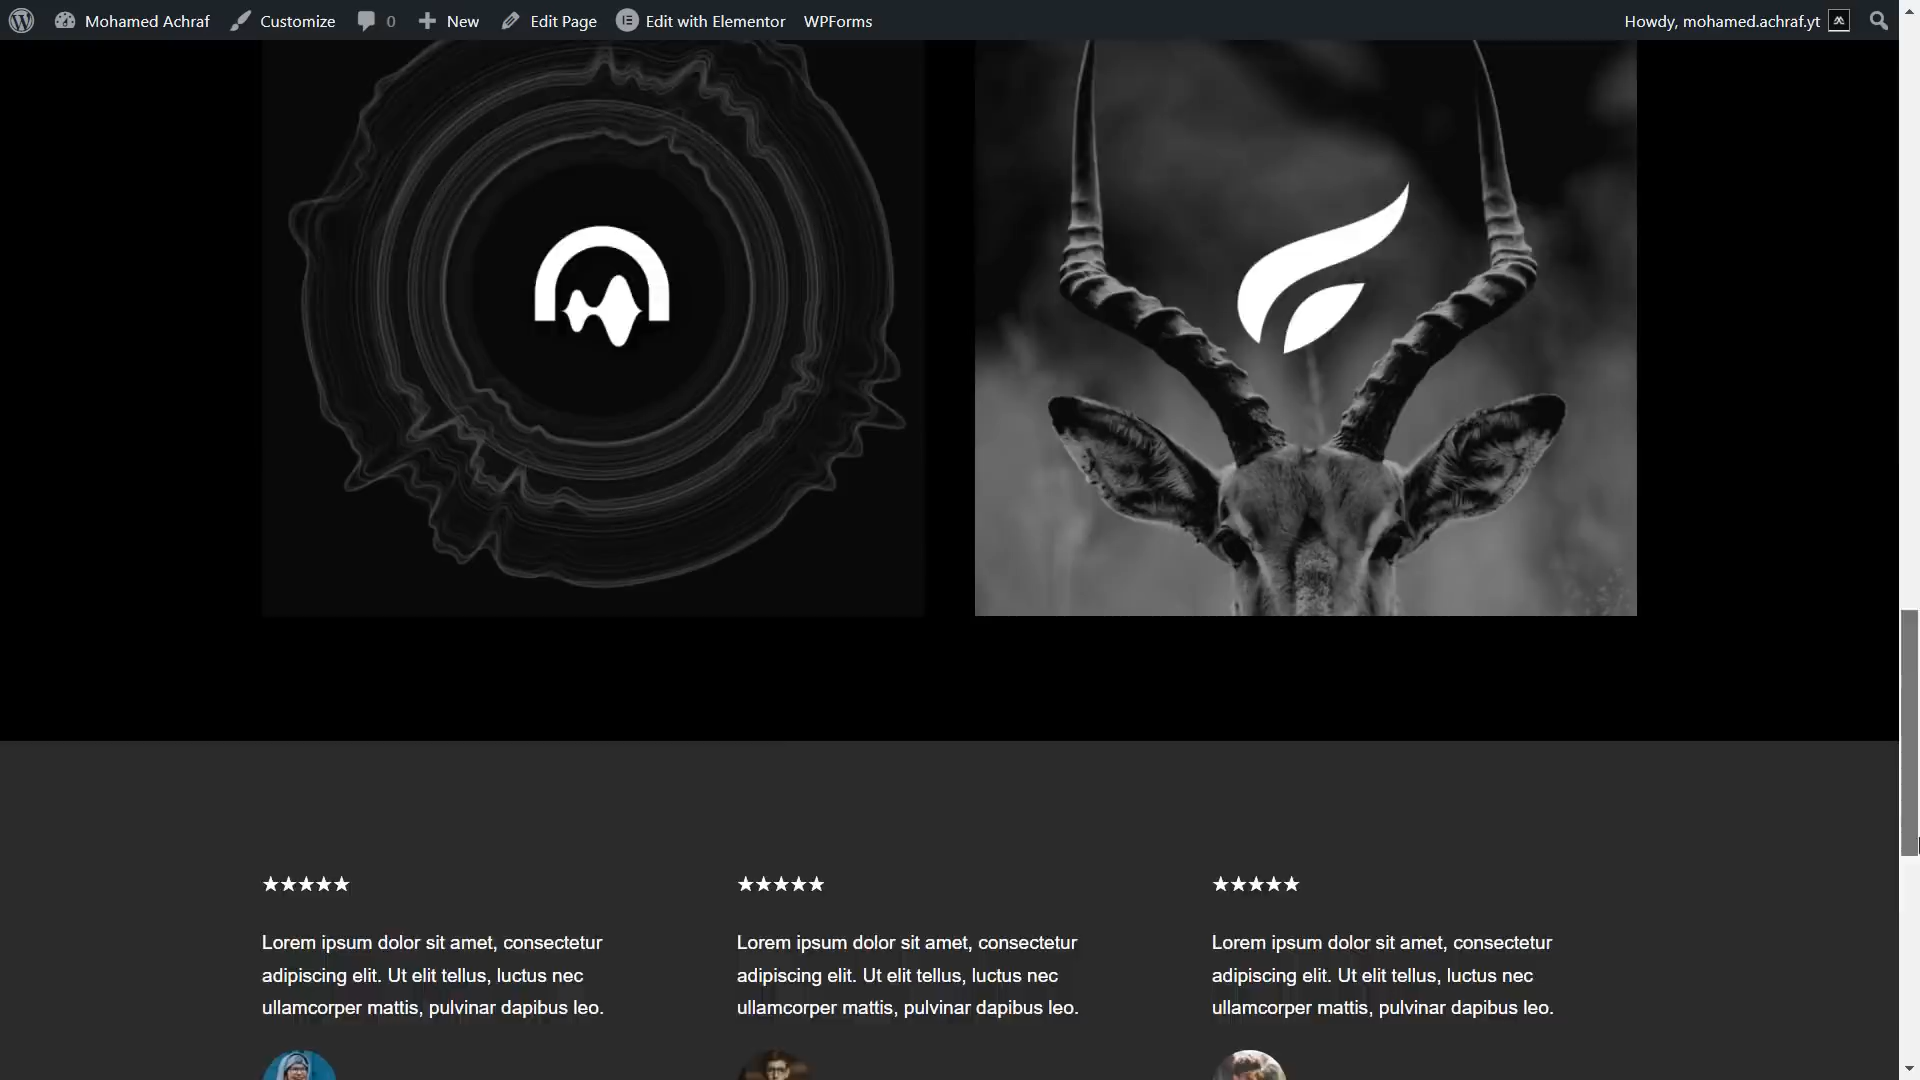 Mohamed Achraf
Customize
0
New
Edit Page
Edit with Elementor
WPForms
Howdy, mohamed.achraf.yt
★★★★★
Lorem ipsum dolor sit amet, consectetur
adipiscing elit. Ut elit tellus, luctus nec
ullamcorper mattis, pulvinar dapibus leo.
★★★★★
Lorem ipsum dolor sit amet, consectetur
adipiscing elit. Ut elit tellus, luctus nec
ullamcorper mattis, pulvinar dapibus leo.
★★★★★
Lorem ipsum dolor sit amet, consectetur
adipiscing elit. Ut elit tellus, luctus nec
ullamcorper mattis, pulvinar dapibus leo.